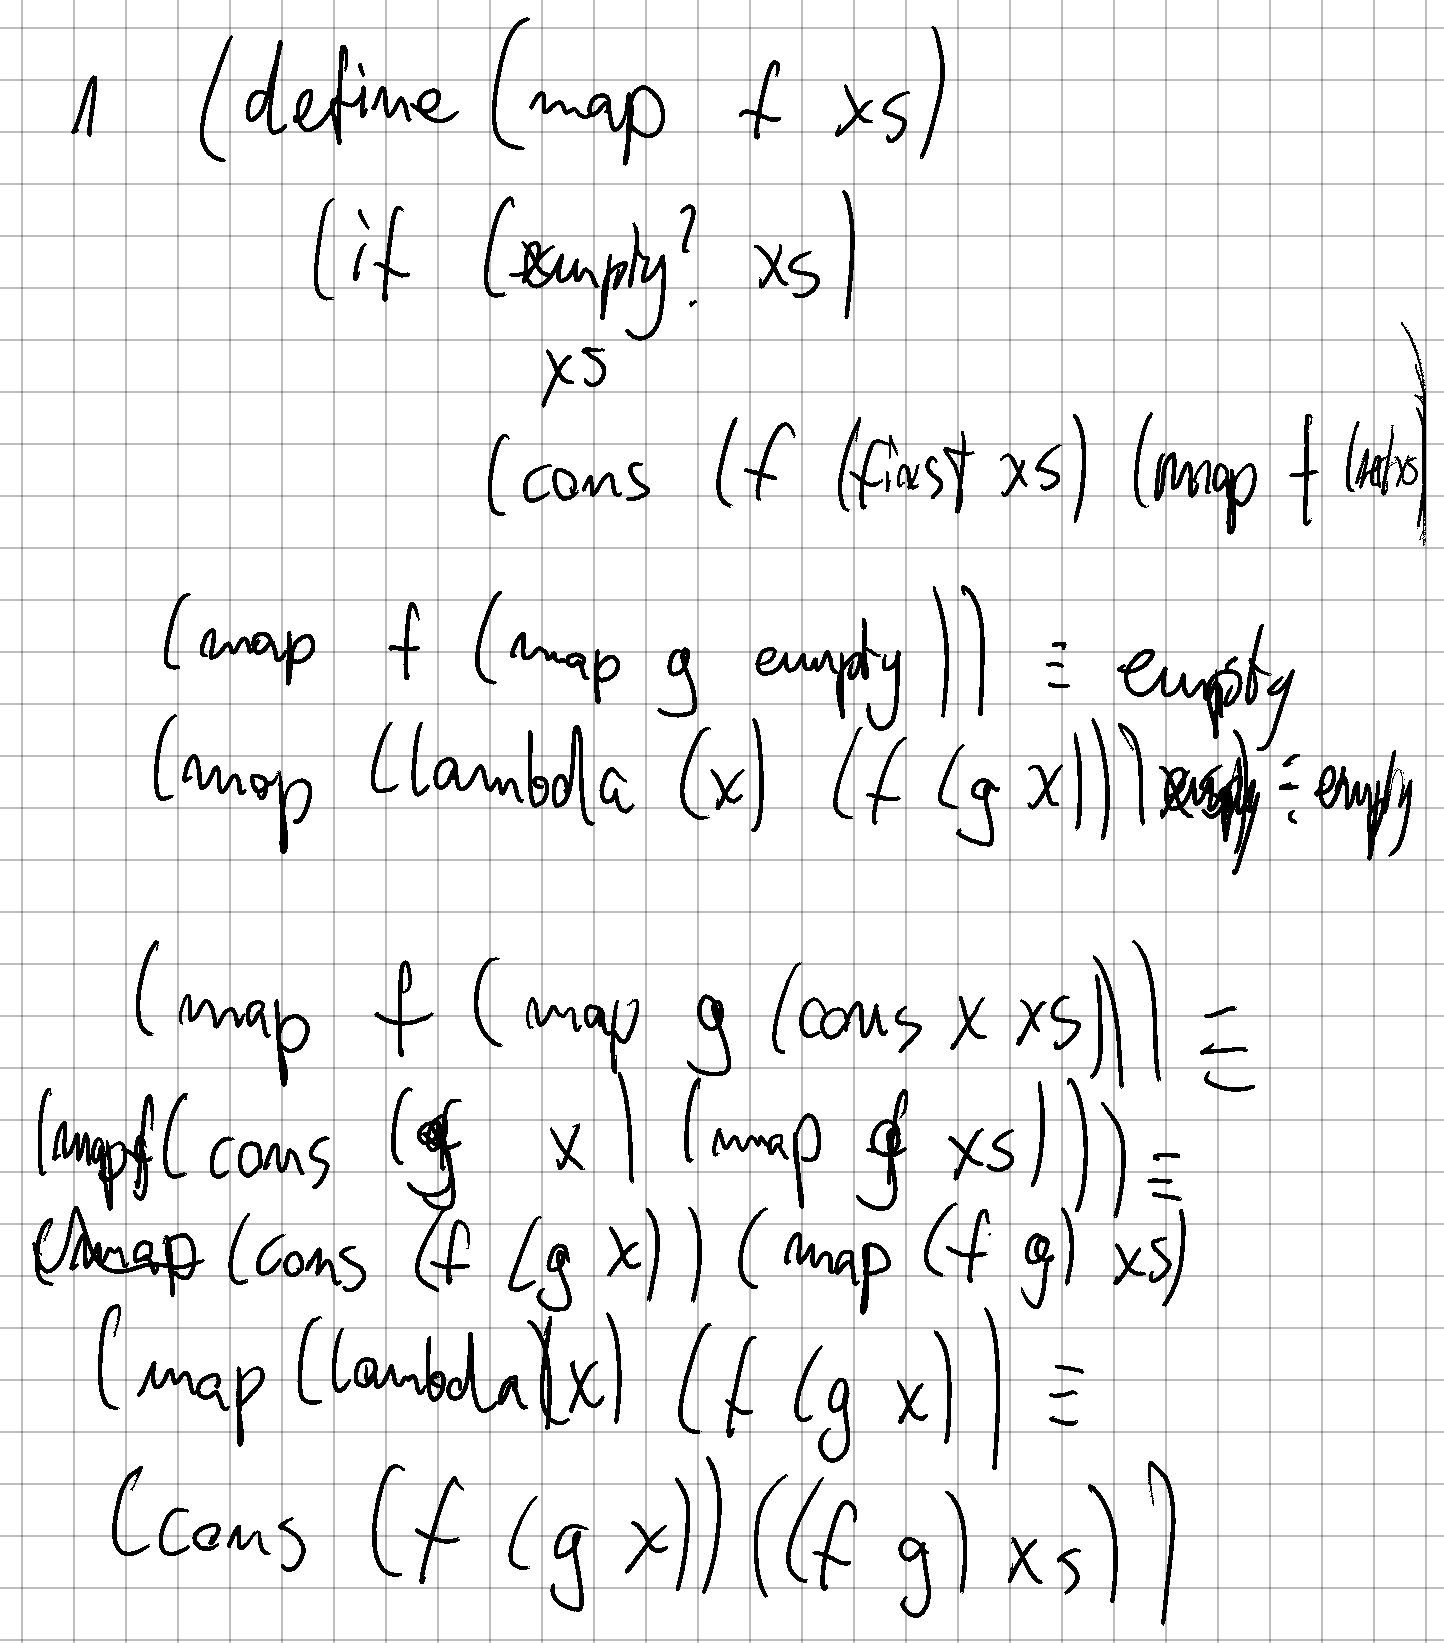 1 (define (map f xs)
(if (empty? xs)
xs
(cons (f (first xs) (map f (rest xs)
(map f (map g empty)) ≡ empty
(map (lambda (x) (f (g x))) empty) ≡ empty
(map f (map g (cons x xs))) ≡
(map f (cons (g x) (map g xs))) ≡
(cons (f (g x)) (map (f g) xs)
(map (lambda (x) (f (g x)) ≡
(cons (f (g x)) ((f g) xs))